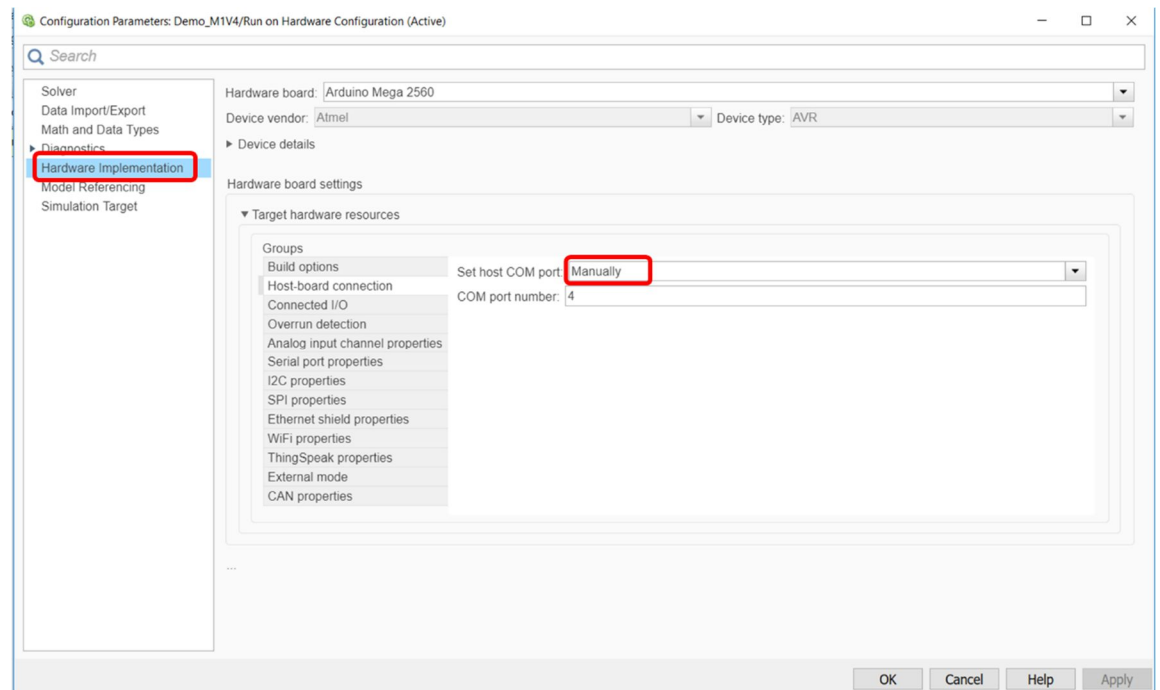 Configuration Parameters: Demo_M1V4/Run on Hardware Configuration (Active)
Search
Solver
Data Import/Export
Math and Data Types
Diagnostics
Hardware Implementation
Model Referencing
Simulation Target
Hardware board: Arduino Mega 2560
Device vendor: Atmel Device type: AVR
Device details
Hardware board settings
Target hardware resources
Groups
Build options
Host-board connection
Connected I/O
Overrun detection
Analog input channel properties
Serial port properties
I2C properties
SPI properties
Ethernet shield properties
WiFi properties
ThingSpeak properties
External mode
CAN properties
Set host COM port: Manually
COM port number: 4
...
OK Cancel Help Apply